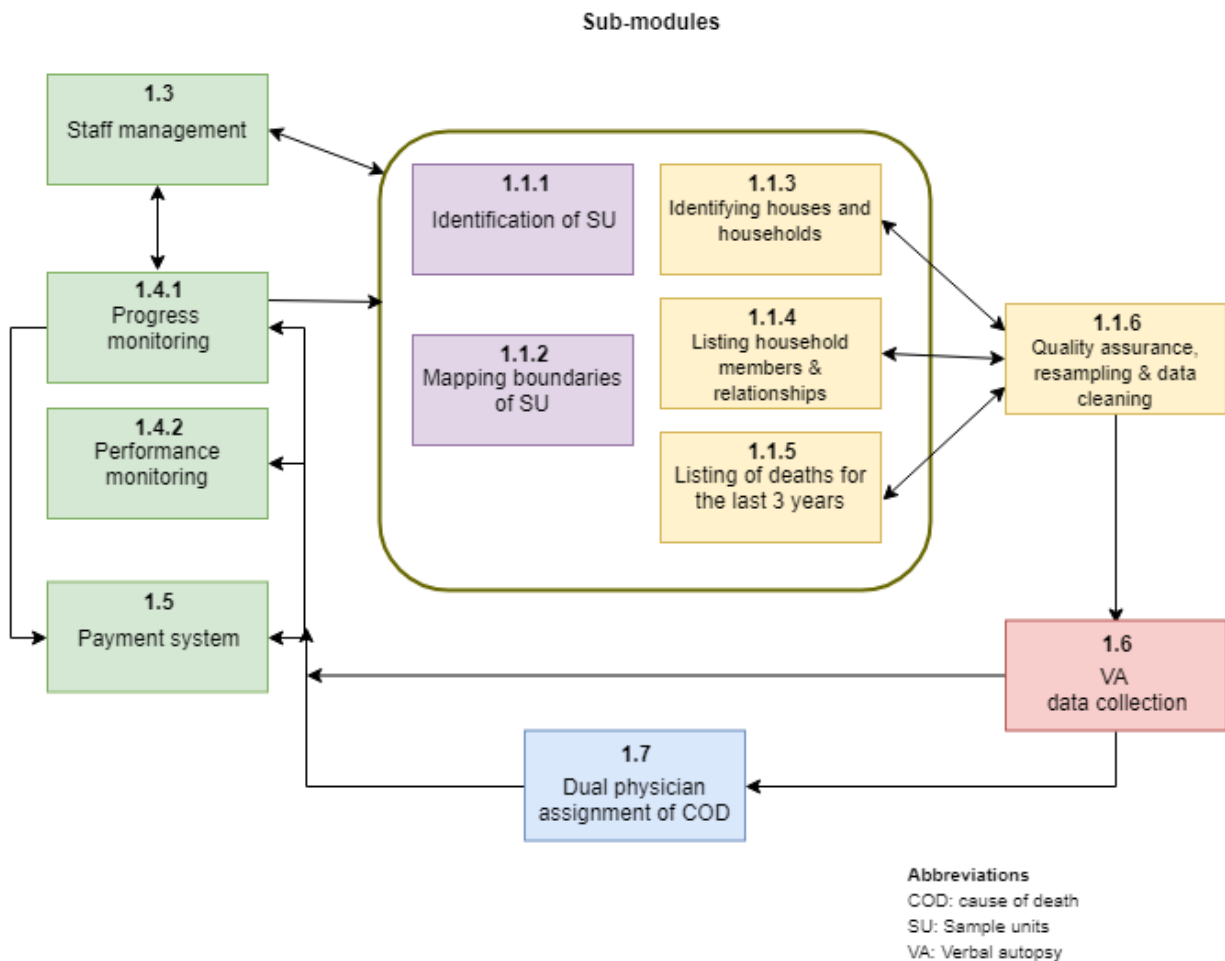 Sub-modules
1.3
Staff management
1.1.1
Identification of SU
1.1.3
Identifying houses and
households
1.4.1
Progress
monitoring
1.1.2
Mapping boundaries
of SU
1.1.4
Listing household
members &
relationships
1.1.6
Quality assurance,
resampling & data
cleaning
1.4.2
Performance
monitoring
1.1.5
Listing of deaths for
the last 3 years
1.5
Payment system
1.6
VA
data collection
1.7
Dual physician
assignment of COD
Abbreviations
COD: cause of death
SU: Sample units
VA: Verbal autopsy